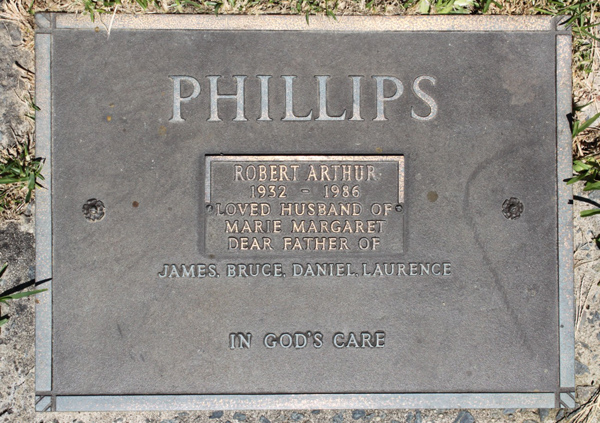 PHILLIPS
ROBERT ARTHUR
1932 - 1986
LOVED HUSBAND OF
MARIE MARGARET
DEAR FATHER OF
JAMES, BRUCE, DANIEL, LAURENCE
IN GOD'S CARE